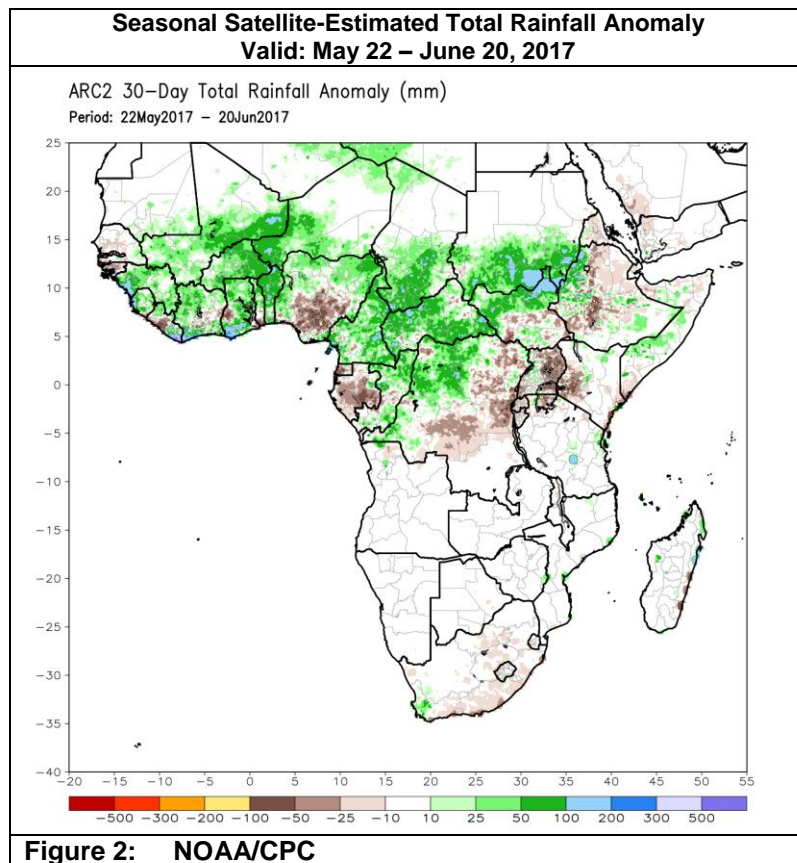 Seasonal Satellite-Estimated Total Rainfall Anomaly
Valid: May 22 – June 20, 2017
ARC2 30-Day Total Rainfall Anomaly (mm)
Period: 22May2017 – 20Jun2017
25
20
15
10
5
0
−5
−10
−15
−20
−25
−30
−35
−40
−20 −15 −10 −5 0 5 10 15 20 25 30 35 40 45 50 55
−500 −300 −200 −100 −50 −25 −10 10 25 50 100 200 300 500
Figure 2: NOAA/CPC